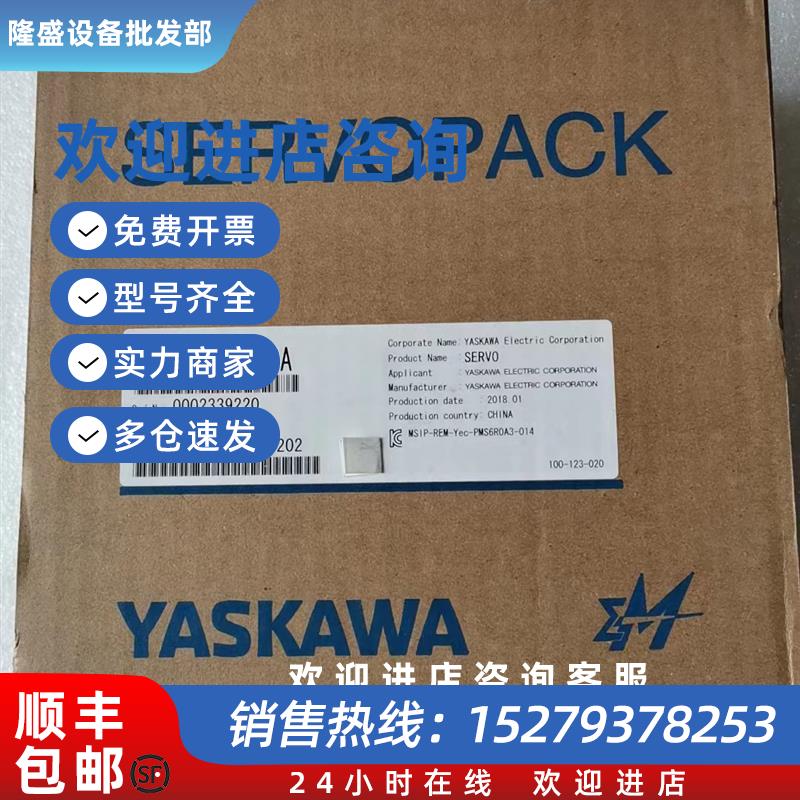 隆盛设备批发部
SERVOPACK
欢迎进店咨询
免费开票
型号齐全
实力商家
多仓速发
A
0002339220
202
Corporate Name: YASKAWA Electric Corporation
Product Name : SERVO
Applicant : YASKAWA ELECTRIC CORPORATION
Manufacturer : YASKAWA ELECTRIC CORPORATION
Production date : 2018.01
Production country: CHINA
MSIP-REM-Yec-PMS6R0A3-014
100-123-020
YASKAWA
欢迎进店咨询客服
顺丰
包邮
SF
销售热线：15279378253
24小时在线 欢迎进店